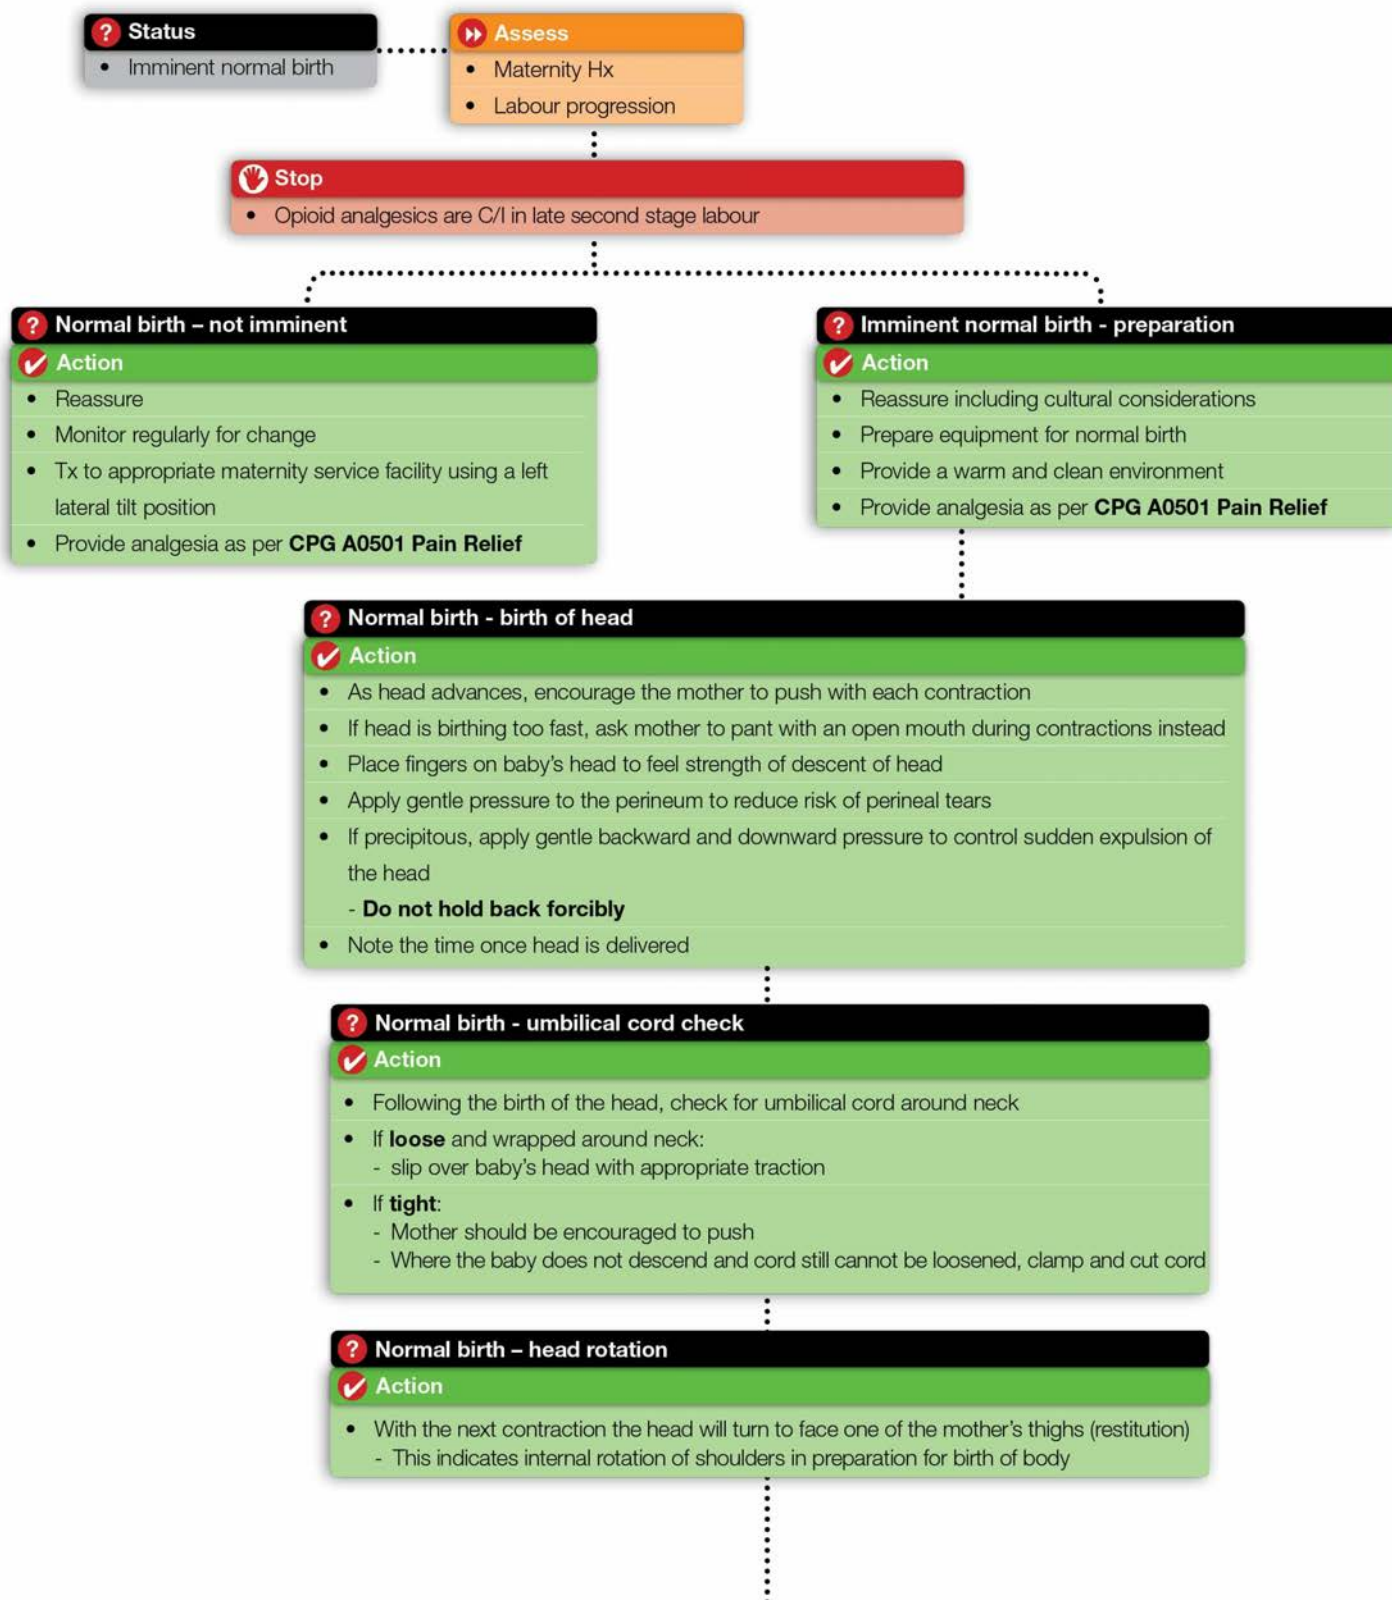 Status
• Imminent normal birth
Assess
• Maternity Hx
• Labour progression
Stop
• Opioid analgesics are C/I in late second stage labour
Normal birth – not imminent
Action
• Reassure
• Monitor regularly for change
• Tx to appropriate maternity service facility using a left
lateral tilt position
• Provide analgesia as per CPG A0501 Pain Relief
Imminent normal birth - preparation
Action
• Reassure including cultural considerations
• Prepare equipment for normal birth
• Provide a warm and clean environment
• Provide analgesia as per CPG A0501 Pain Relief
Normal birth - birth of head
Action
• As head advances, encourage the mother to push with each contraction
• If head is birthing too fast, ask mother to pant with an open mouth during contractions instead
• Place fingers on baby's head to feel strength of descent of head
• Apply gentle pressure to the perineum to reduce risk of perineal tears
• If precipitous, apply gentle backward and downward pressure to control sudden expulsion of
the head
- Do not hold back forcibly
• Note the time once head is delivered
Normal birth - umbilical cord check
Action
• Following the birth of the head, check for umbilical cord around neck
• If loose and wrapped around neck:
- slip over baby's head with appropriate traction
• If tight:
- Mother should be encouraged to push
- Where the baby does not descend and cord still cannot be loosened, clamp and cut cord
Normal birth – head rotation
Action
• With the next contraction the head will turn to face one of the mother's thighs (restitution)
- This indicates internal rotation of shoulders in preparation for birth of body